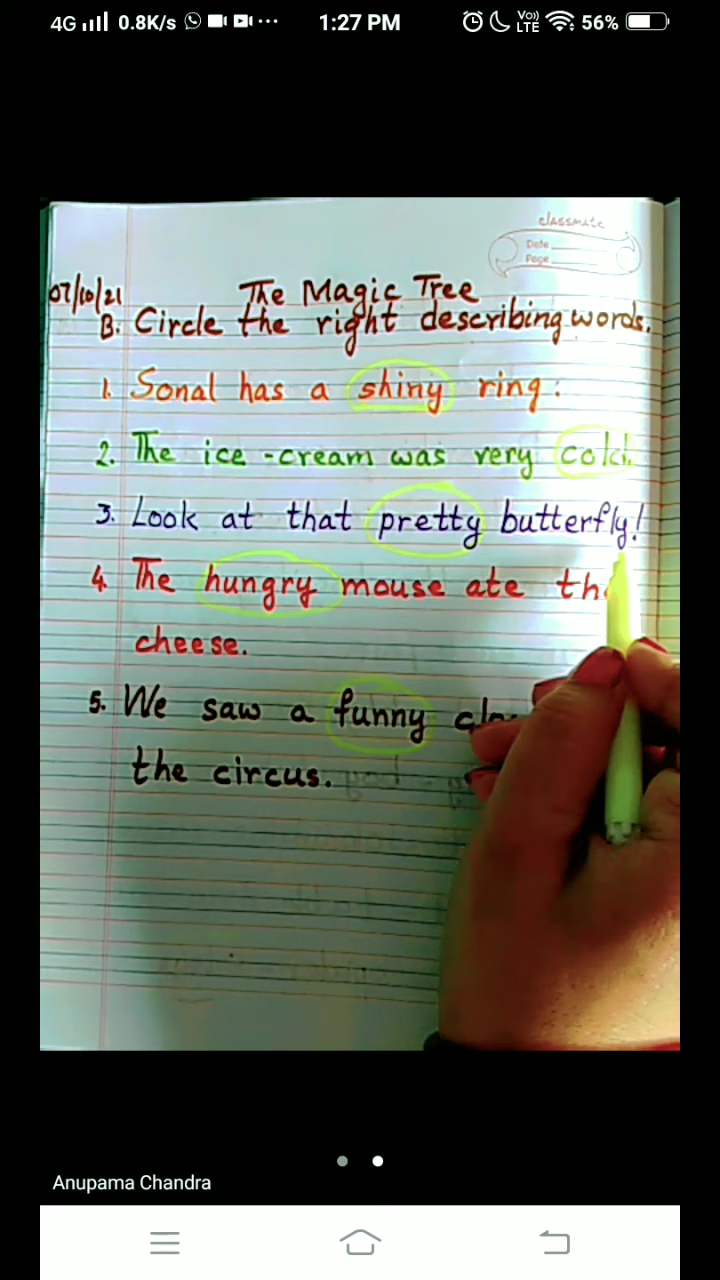 4G 0.8K/s ... 1:27 PM Vo) LTE 56%
classmate
Date
Page
07/10/21 The Magic Tree
B. Circle the right describing words.
1. Sonal has a shiny ring.
2. The ice-cream was very cold.
3. Look at that pretty butterfly!
4. The hungry mouse ate
cheese.
5. We saw a funny
the circus.
Anupama Chandra